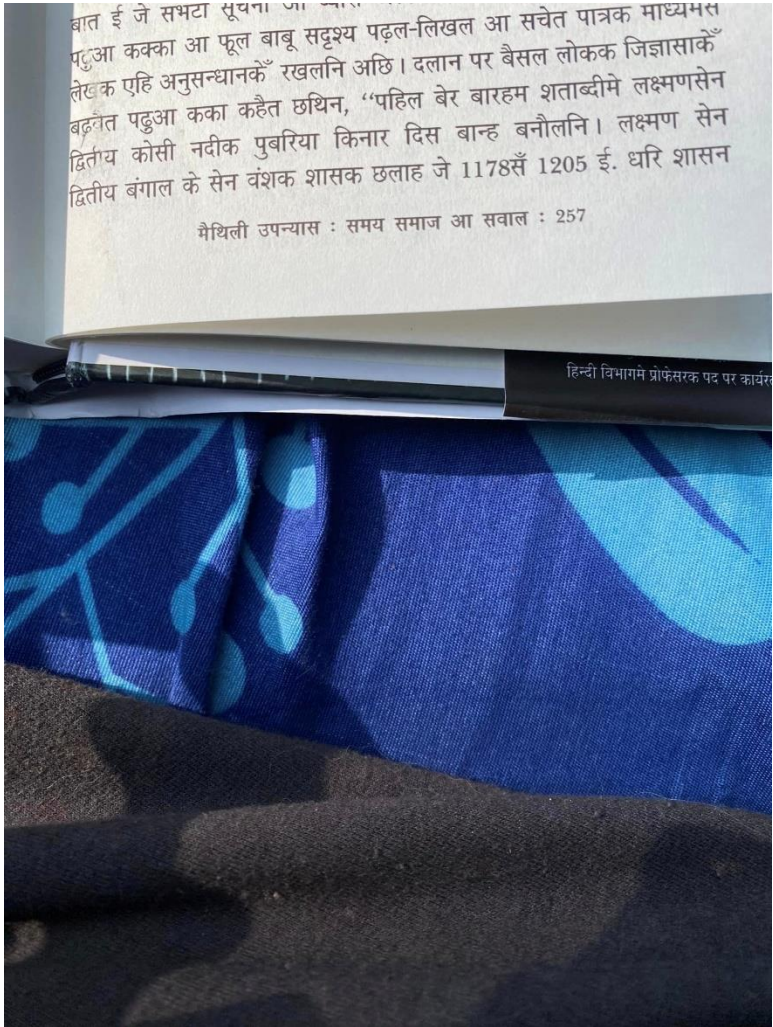 बात ई जे सभटा सूचना
पढ़ुआ कक्का आ फूल बाबू सदृश्य पढ़ल-लिखल आ सचेत पात्रक माध्यमसँ
लेखक एहि अनुसन्धानकेँ रखलनि अछि। दलान पर बैसल लोकक जिज्ञासाकेँ
बढ़बैत पढुआ कका कहैत छथिन, “पहिल बेर बारहम शताब्दीमे लक्ष्मणसेन
द्वितीय कोसी नदीक पुबरिया किनार दिस बान्ह बनौलनि। लक्ष्मण सेन
द्वितीय बंगाल के सेन वंशक शासक छलाह जे 1178सँ 1205 ई. धरि शासन
मैथिली उपन्यास : समय समाज आ सवाल : 257
हिन्दी विभागमे प्रोफेसरक पद पर